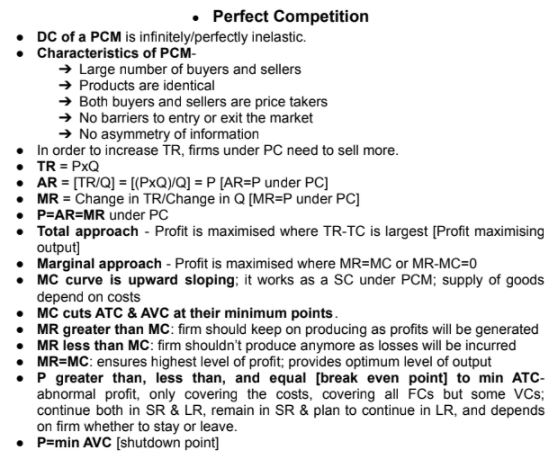 • Perfect Competition
• DC of a PCM is infinitely/perfectly inelastic.
• Characteristics of PCM-
➔ Large number of buyers and sellers
➔ Products are identical
➔ Both buyers and sellers are price takers
➔ No barriers to entry or exit the market
➔ No asymmetry of information
• In order to increase TR, firms under PC need to sell more.
• TR = PxQ
• AR = [TR/Q] = [(PxQ)/Q] = P [AR=P under PC]
• MR = Change in TR/Change in Q [MR=P under PC]
• P=AR=MR under PC
• Total approach - Profit is maximised where TR-TC is largest [Profit maximising
output]
• Marginal approach - Profit is maximised where MR=MC or MR-MC=0
• MC curve is upward sloping; it works as a SC under PCM; supply of goods
depend on costs
• MC cuts ATC & AVC at their minimum points.
• MR greater than MC: firm should keep on producing as profits will be generated
• MR less than MC: firm shouldn't produce anymore as losses will be incurred
• MR=MC: ensures highest level of profit; provides optimum level of output
• P greater than, less than, and equal [break even point] to min ATC-
abnormal profit, only covering the costs, covering all FCs but some VCs;
continue both in SR & LR, remain in SR & plan to continue in LR, and depends
on firm whether to stay or leave.
• P=min AVC [shutdown point]